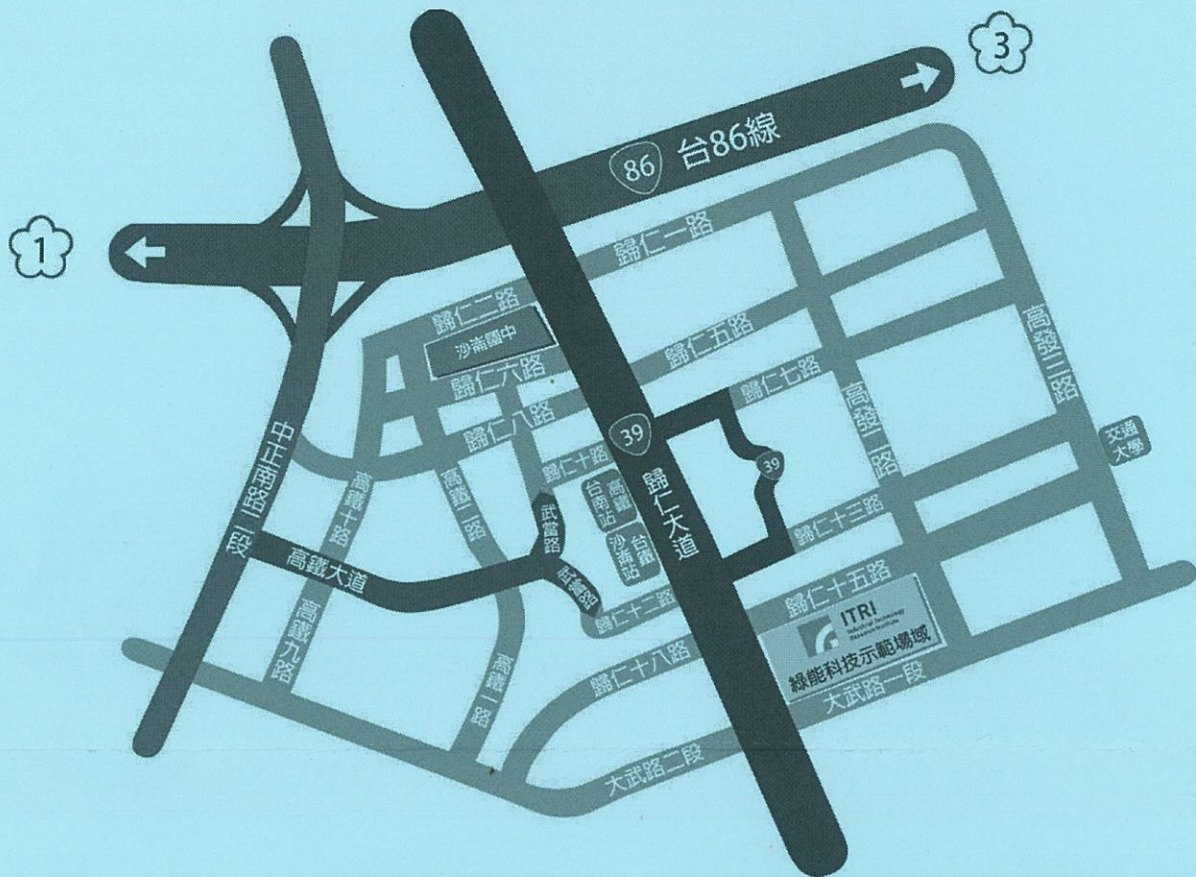 3
86 台86線
1
歸仁一路
歸仁二路
沙崙國中
歸仁五路
歸仁六路
歸仁七路
高發三路
歸仁八路
高發二路
39
39
中正南路一段
交通
大學
歸仁十路
高鐵十路
高鐵二路
高鐵
台南站
歸仁大道
武當路
歸仁十三路
台鐵
沙崙站
高鐵大道
歸仁十五路
歸仁十二路
ITRI
Industrial Technology
Research Institute
綠能科技示範場域
高鐵九路
歸仁十八路
高鐵一路
大武路一段
大武路二段